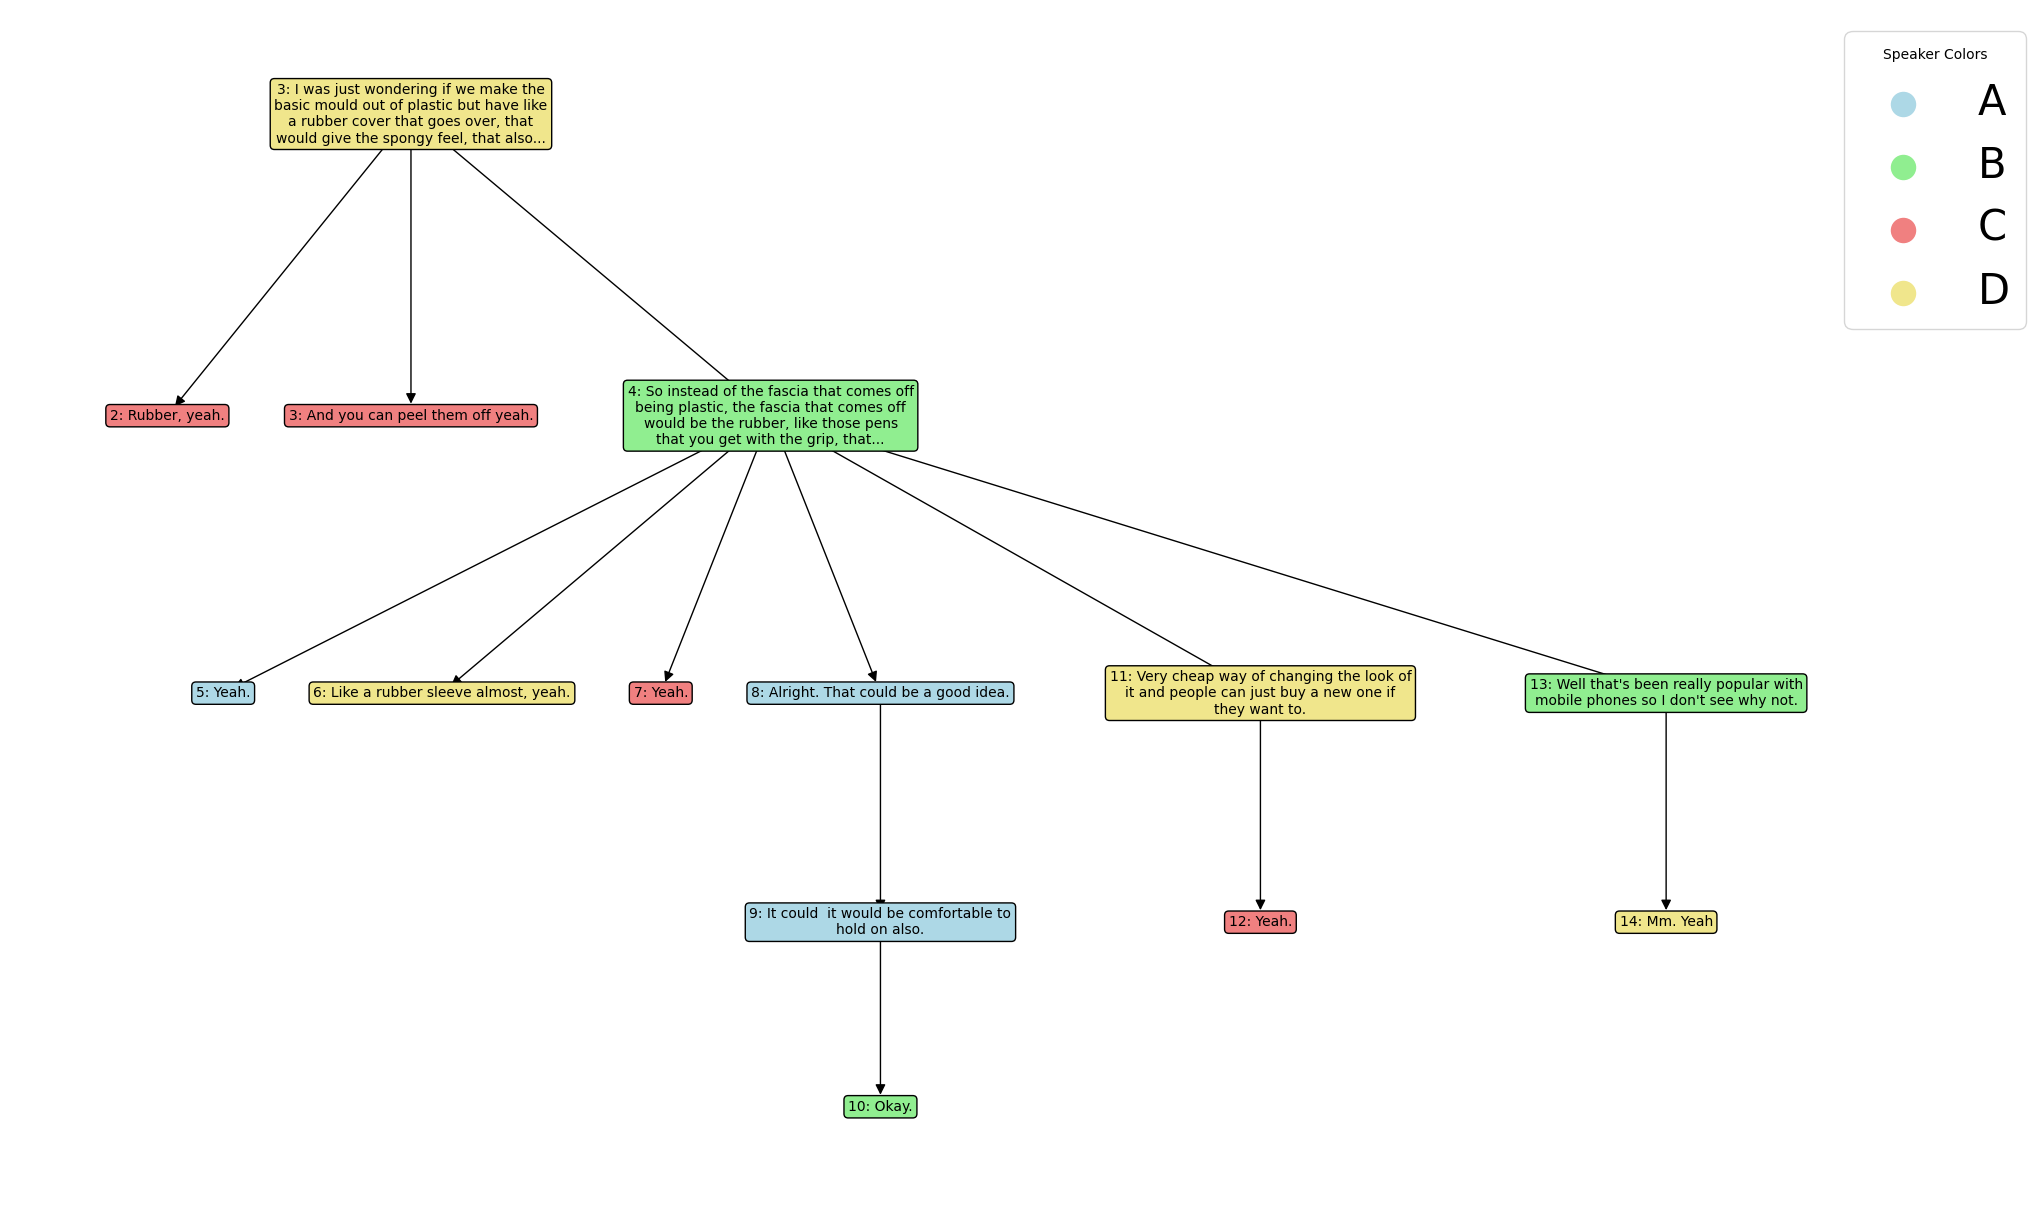 Speaker Colors
A
B
C
D
3: I was just wondering if we make the
basic mould out of plastic but have like
a rubber cover that goes over, that
would give the spongy feel, that also...
2: Rubber, yeah.
3: And you can peel them off yeah.
4: So instead of the fascia that comes off
being plastic, the fascia that comes off
would be the rubber, like those pens
that you get with the grip, that...
5: Yeah.
6: Like a rubber sleeve almost, yeah.
7: Yeah.
8: Alright. That could be a good idea.
11: Very cheap way of changing the look of
it and people can just buy a new one if
they want to.
13: Well that's been really popular with
mobile phones so I don't see why not.
9: It could  it would be comfortable to
hold on also.
12: Yeah.
14: Mm. Yeah
10: Okay.